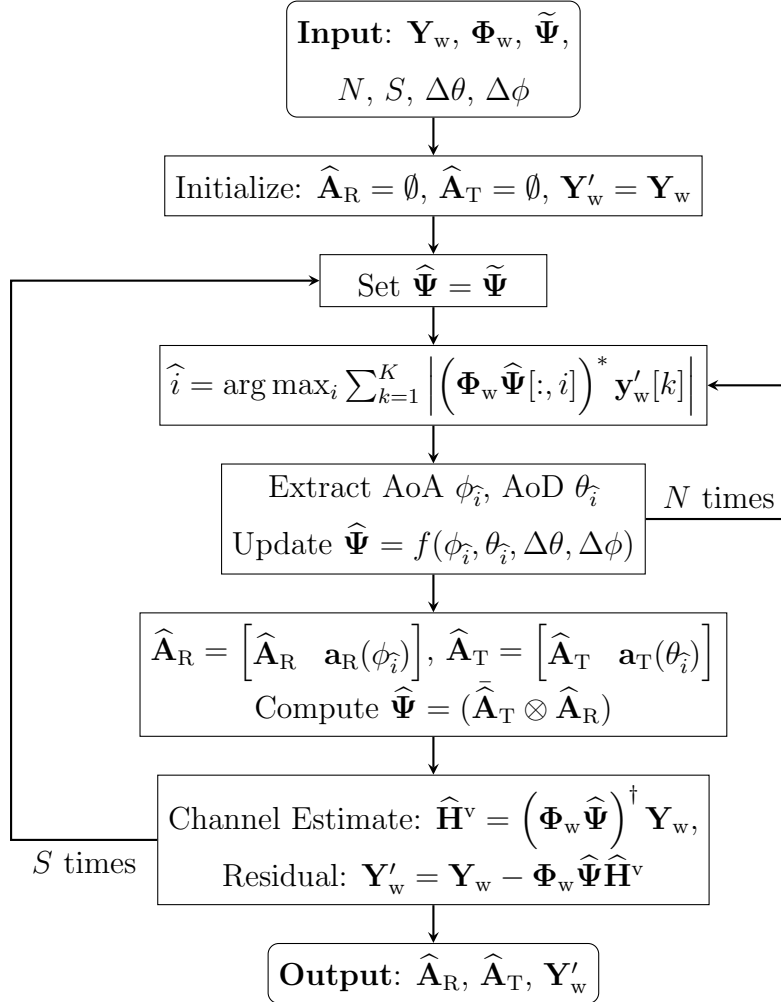 Input: Y_w, Φ_w, Ψ̃,
N, S, Δθ, Δϕ
Initialize: Â_R = ∅, Â_T = ∅, Y′_w = Y_w
Set Ψ̂ = Ψ̃
î = arg max_i ∑_{k=1}^{K} |(Φ_w Ψ̂[:, i])^* y′_w[k]|
Extract AoA ϕ_î, AoD θ_î
Update Ψ̂ = f(ϕ_î, θ_î, Δθ, Δϕ)
N times
Â_R = [Â_R a_R(ϕ_î)], Â_T = [Â_T a_T(θ_î)]
Compute Ψ̂ = (Â̄_T ⊗ Â_R)
Channel Estimate: Ĥ^v = (Φ_w Ψ̂)^† Y_w,
Residual: Y′_w = Y_w − Φ_w Ψ̂ Ĥ^v
S times
Output: Â_R, Â_T, Y′_w